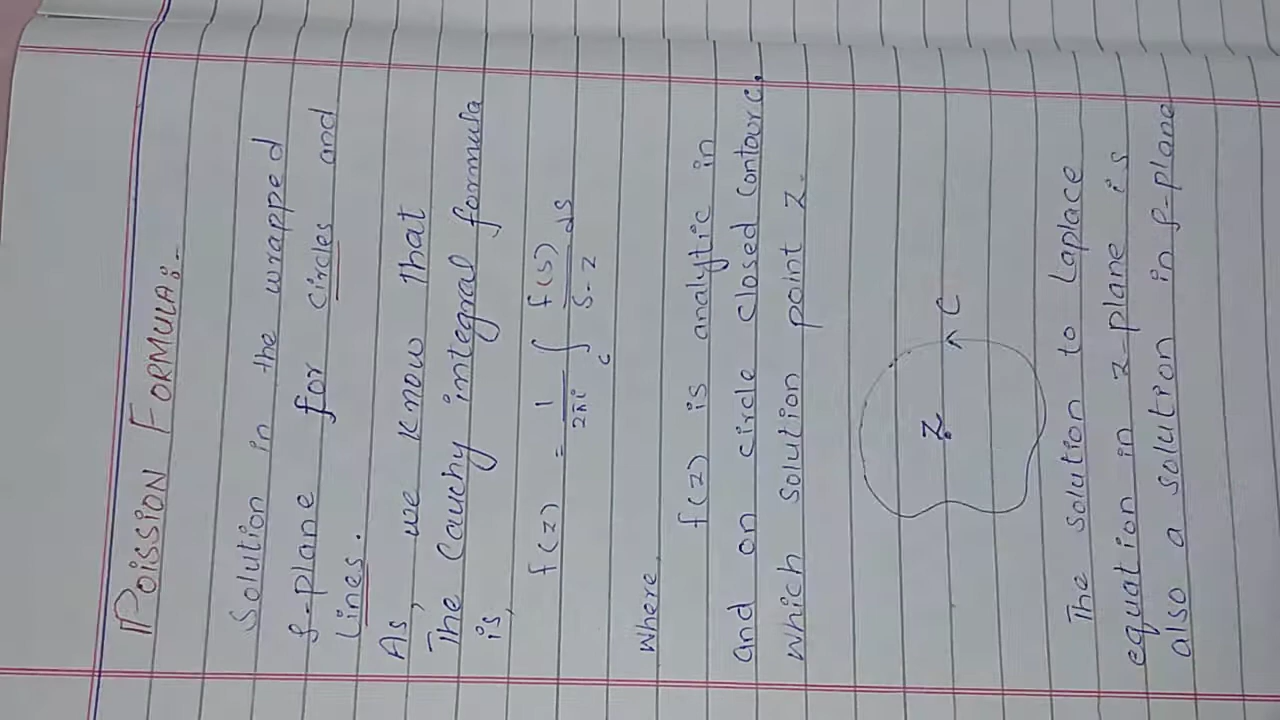 POISSION FORMULA:-
Solution in the wrapped
f-plane for circles and
lines.
As, we know that
The Cauchy integral formula
is,
f(z) = 1/2πi ∫c f(s)/s-z ds
Where
f(z) is analytic in
and on circle closed contour c.
which solution point z.
z
C
The solution to Laplace
equation in z-plane is
also a solution in f-plane